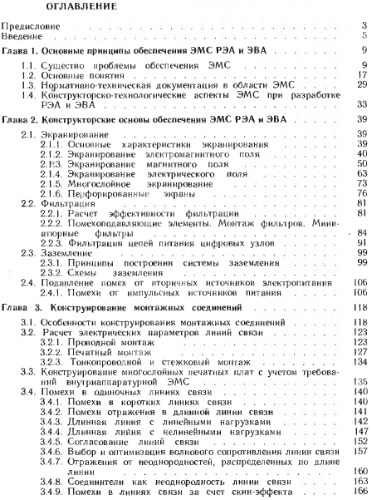 ОГЛАВЛЕНИЕ
Предисловие 3
Введение 5
Глава 1. Основные принципы обеспечения ЭМС РЭА и ЭВА 9
1.1. Существо проблемы обеспечения ЭМС 9
1.2. Основные понятия 17
1.3. Нормативно-техническая документация в области ЭМС 29
1.4. Конструкторско-технологические аспекты ЭМС при разработке
РЭА и ЭВА 33
Глава 2. Конструкторские основы обеспечения ЭМС РЭА и ЭВА 39
2.1. Экранирование 39
2.1.1. Основные характеристики экранирования 39
2.1.2. Экранирование электромагнитного поля 40
2.1.3. Экранирование магнитного поля 50
2.1.4. Экранирование электрического поля 63
2.1.5. Многослойное экранирование 73
2.1.6. Перфорированные экраны 76
2.2. Фильтрация 81
2.2.1. Расчет эффективности фильтрации 81
2.2.2. Помехоподавляющие элементы. Монтаж фильтров. Мини-
атюрные фильтры 84
2.2.3. Фильтрация цепей питания цифровых узлов 91
2.3. Заземление 99
2.3.1. Принципы построения системы заземления 99
2.3.2. Схемы заземления
2.4. Подавление помех от вторичных источников электропитания 106
2.4.1. Помехи от импульсных источников питания 106
Глава 3. Конструирование монтажных соединений 118
3.1. Особенности конструирования монтажных соединений 118
3.2. Расчет электрических параметров линий связи 123
3.2.1. Проводной монтаж 123
3.2.2. Печатный монтаж 127
3.2.3. Тонкопроводной и стежковый монтаж 134
3.3. Конструирование многослойных печатных плат с учетом требова-
ний внутриаппаратурной ЭМС 135
3.4. Помехи в одиночных линиях связи 140
3.4.1. Помехи в коротких линиях связи 140
3.4.2. Помехи отражения в длинной линии связи 141
3.4.3. Длинная линия с линейными нагрузками 142
3.4.4. Длинная линия с нелинейными нагрузками 147
3.4.5. Согласование линий связи 152
3.4.6. Выбор и оптимизация волнового сопротивления линии связи 157
3.4.7. Отражения от неоднородностей, распределенных по длине
линии 160
3.4.8. Соединители как неоднородность линии связи 163
3.4.9. Помехи в линиях связи за счет скин-эффекта 166